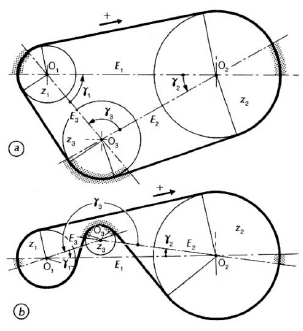 +
O₁ E₁ O₂
γ₁ γ₂
z₁ E₃ γ₃ E₂ z₂
z₃ O₃
a
+
γ₃ z₂
z₁ E₃ O₃ γ₂ E₂
z₃
O₁ γ₁ E₁ O₂
b